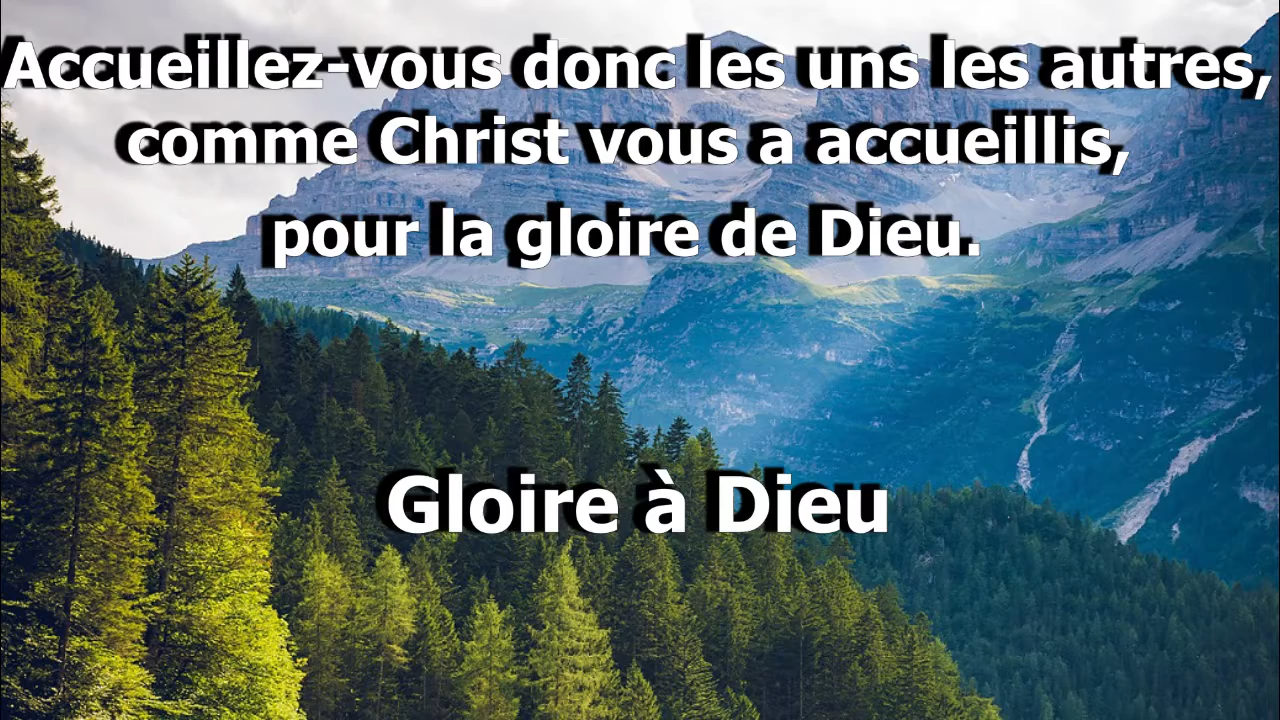 Accueillez-vous donc les uns les autres,
comme Christ vous a accueillis,
pour la gloire de Dieu.
Gloire à Dieu